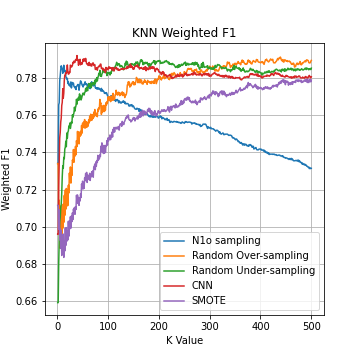 KNN Weighted F1
Weighted F1
0.78
0.76
0.74
0.72
0.70
0.68
0.66
N1o sampling
Random Over-sampling
Random Under-sampling
CNN
SMOTE
0
100
200
300
400
500
K Value